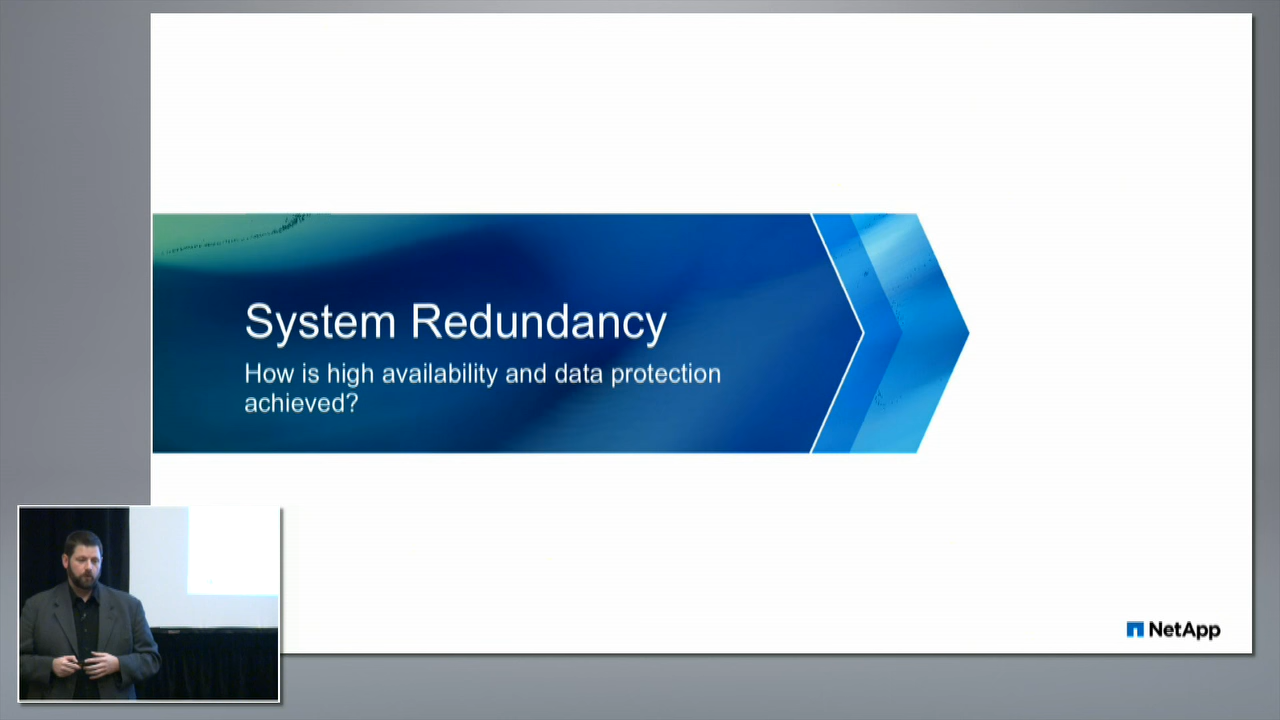 System Redundancy
How is high availability and data protection
achieved?
NetApp